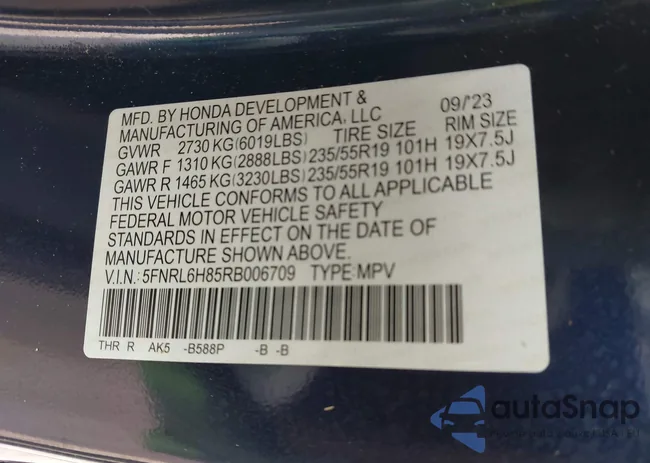 MFD. BY HONDA DEVELOPMENT & 09/'23
MANUFACTURING OF AMERICA, LLC
GVWR 2730 KG(6019LBS) TIRE SIZE RIM SIZE
GAWR F 1310 KG(2888LBS) 235/55R19 101H 19X7.5J
GAWR R 1465 KG(3230LBS) 235/55R19 101H 19X7.5J
THIS VEHICLE CONFORMS TO ALL APPLICABLE
FEDERAL MOTOR VEHICLE SAFETY
STANDARDS IN EFFECT ON THE DATE OF
MANUFACTURE SHOWN ABOVE.
V.I.N.: 5FNRL6H85RB006709 TYPE:MPV
THR R AK5 -B588P -B -B
autoSnap